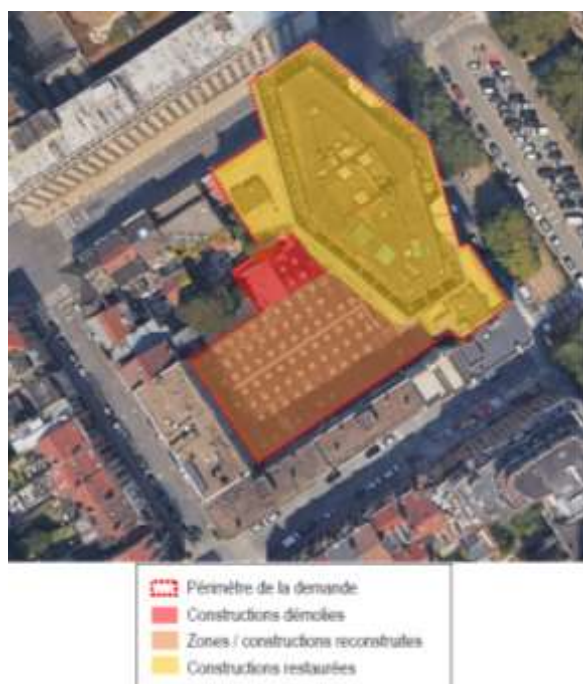 Périmètre de la demande
Constructions démolies
Zones / constructions reconstruites
Constructions restaurées